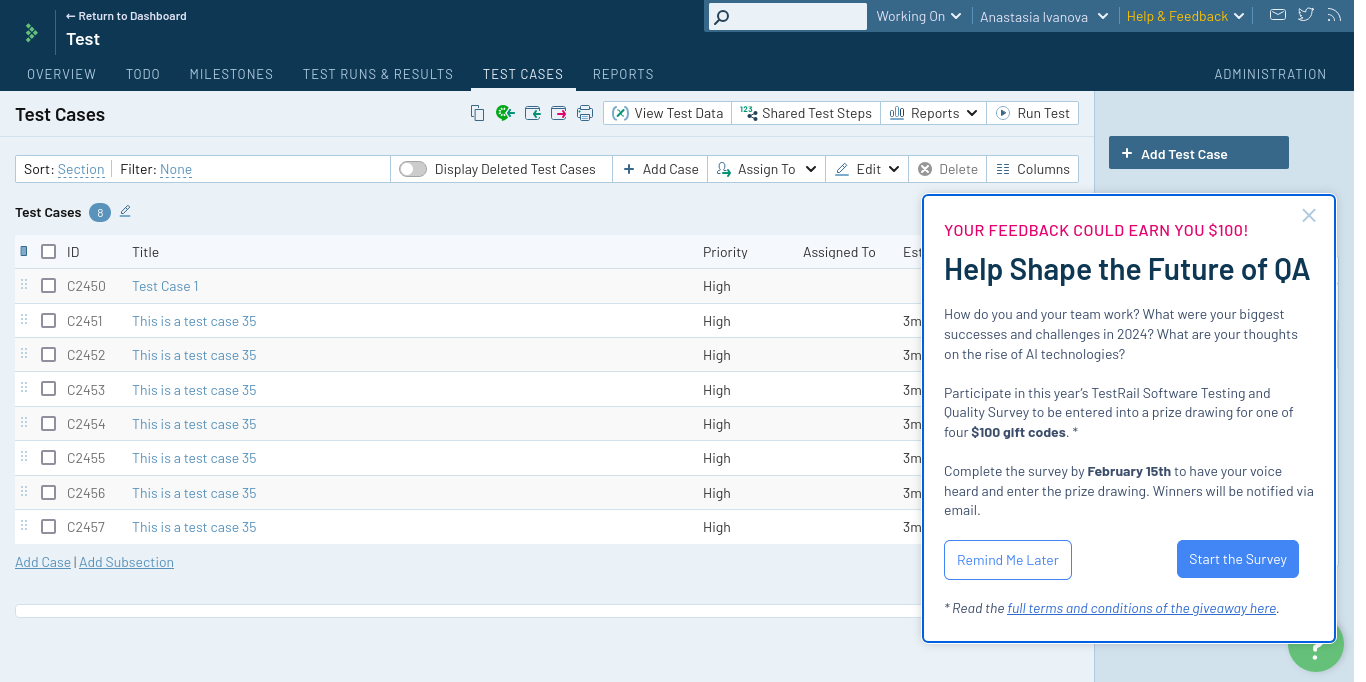 ← Return to Dashboard
Test
Working On
Anastasia Ivanova
Help & Feedback
OVERVIEW TODO MILESTONES TEST RUNS & RESULTS TEST CASES REPORTS ADMINISTRATION
Test Cases
View Test Data
Shared Test Steps
Reports
Run Test
+ Add Test Case
Sort: Section Filter: None
Display Deleted Test Cases
+ Add Case
Assign To
Edit
Delete
Columns
Test Cases 8
ID Title Priority Assigned To
C2450 Test Case 1 High
C2451 This is a test case 35 High 3m
C2452 This is a test case 35 High 3m
C2453 This is a test case 35 High 3m
C2454 This is a test case 35 High 3m
C2455 This is a test case 35 High 3m
C2456 This is a test case 35 High 3m
C2457 This is a test case 35 High 3m
Add Case | Add Subsection
YOUR FEEDBACK COULD EARN YOU $100!
Help Shape the Future of QA
How do you and your team work? What were your biggest
successes and challenges in 2024? What are your thoughts
on the rise of AI technologies?
Participate in this year's TestRail Software Testing and
Quality Survey to be entered into a prize drawing for one of
four $100 gift codes. *
Complete the survey by February 15th to have your voice
heard and enter the prize drawing. Winners will be notified via
email.
Remind Me Later
Start the Survey
* Read the full terms and conditions of the giveaway here.
?